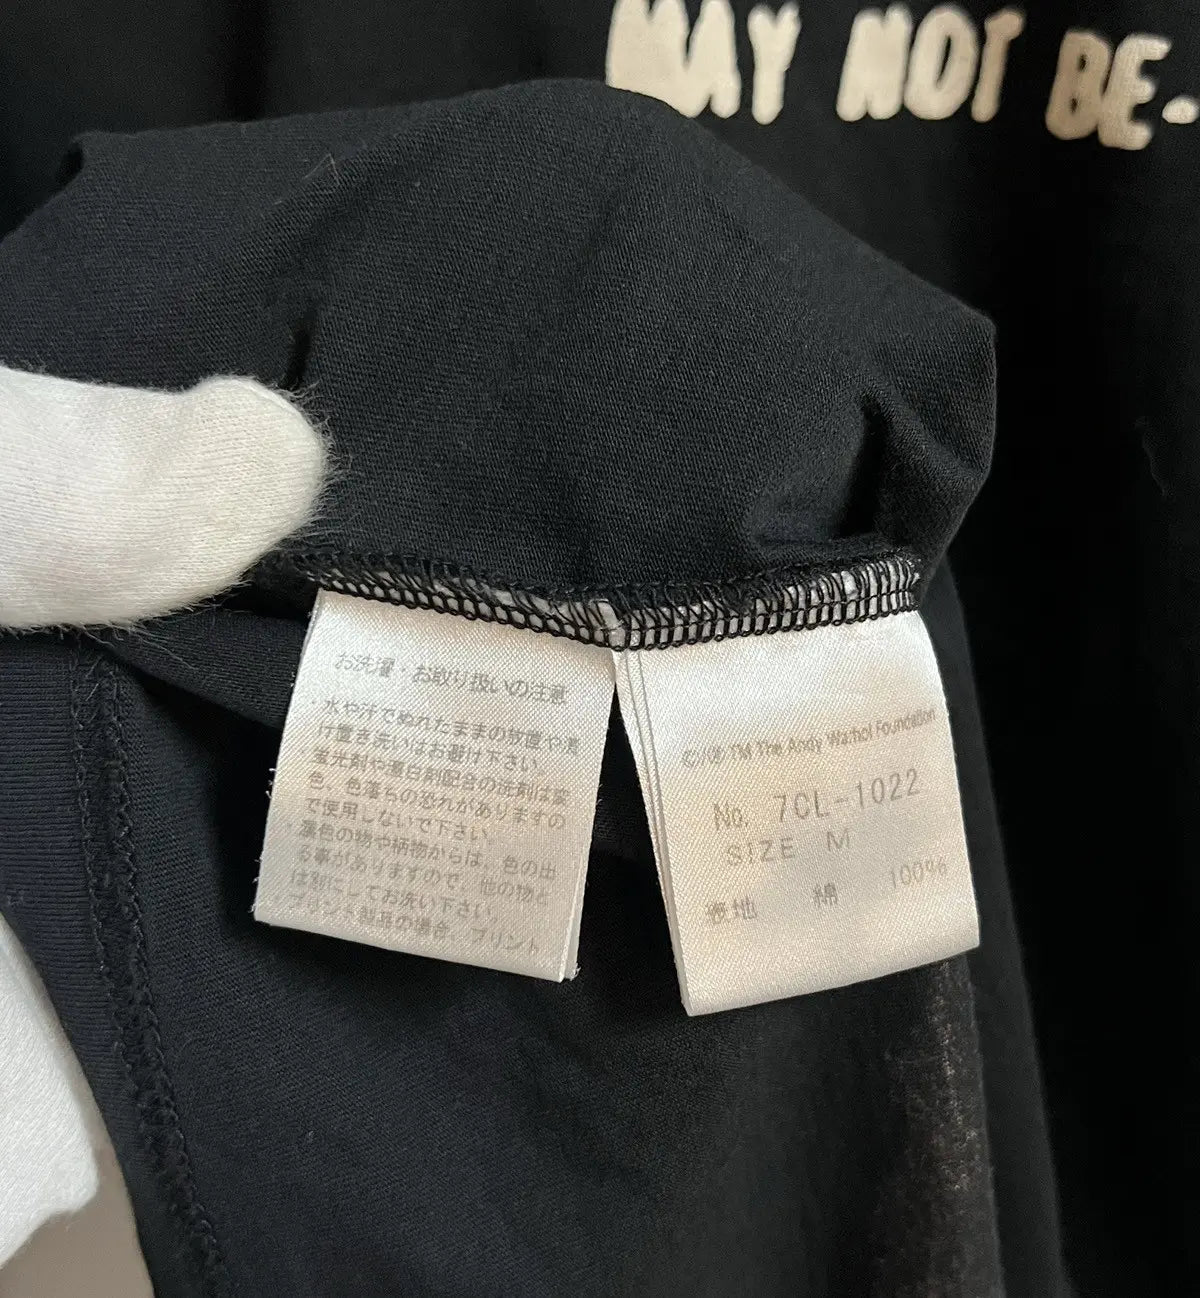 MAY NOT BE-
お洗濯・お取り扱いの注意
・水や汗でぬれたままの放置や濡
け置き洗いはお避け下さい。
・蛍光剤や漂白剤配合の洗剤は変
色、色落ちの恐れがありますの
で使用しないで下さい。
・濃色の物や柄物からは、色の出
る事がありますので、他の物と
は別にしてお洗い下さい。
・プリント製品の場合、プリント
©/® TM The Andy Warhol Foundation
No. 7CL-1022
SIZE M
表地 綿 100%